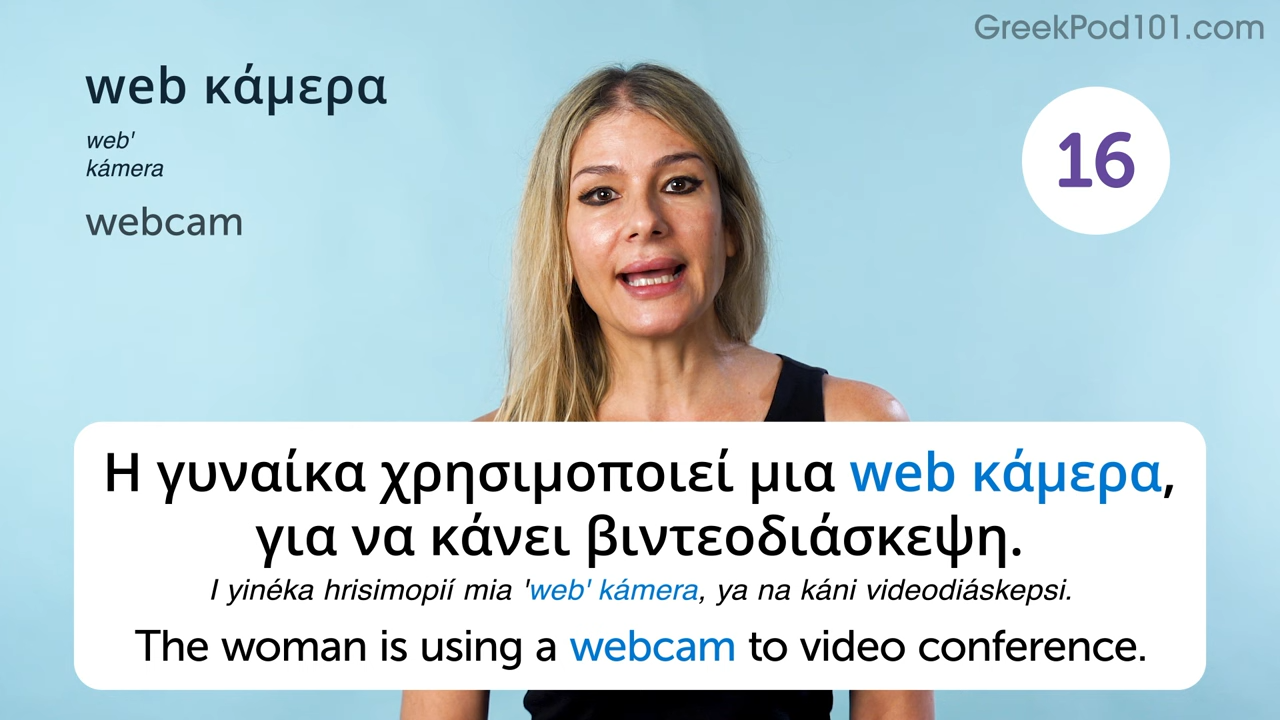 GreekPod101.com
web κάμερα
web'
kámera
webcam
16
Η γυναίκα χρησιμοποιεί μια web κάμερα,
για να κάνει βιντεοδιάσκεψη.
I yinéka hrisimopií mia 'web' kámera, ya na káni videodiáskepsi.
The woman is using a webcam to video conference.